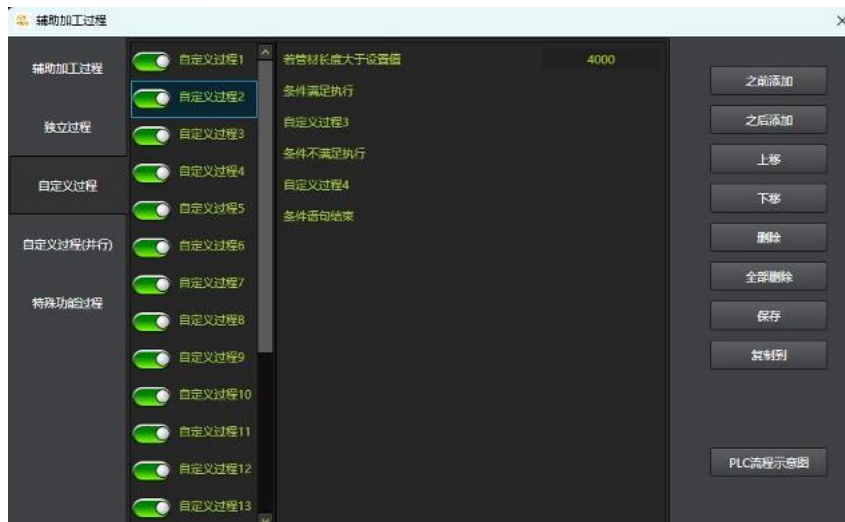 辅助加工过程
辅助加工过程
独立过程
自定义过程
自定义过程(并行)
特殊功能过程
自定义过程1
自定义过程2
自定义过程3
自定义过程4
自定义过程5
自定义过程6
自定义过程7
自定义过程8
自定义过程9
自定义过程10
自定义过程11
自定义过程12
自定义过程13
若管材长度大于设置值 4000
条件满足执行
自定义过程3
条件不满足执行
自定义过程4
条件语句结束
之前添加
之后添加
上移
下移
删除
全部删除
保存
复制到
PLC流程示意图